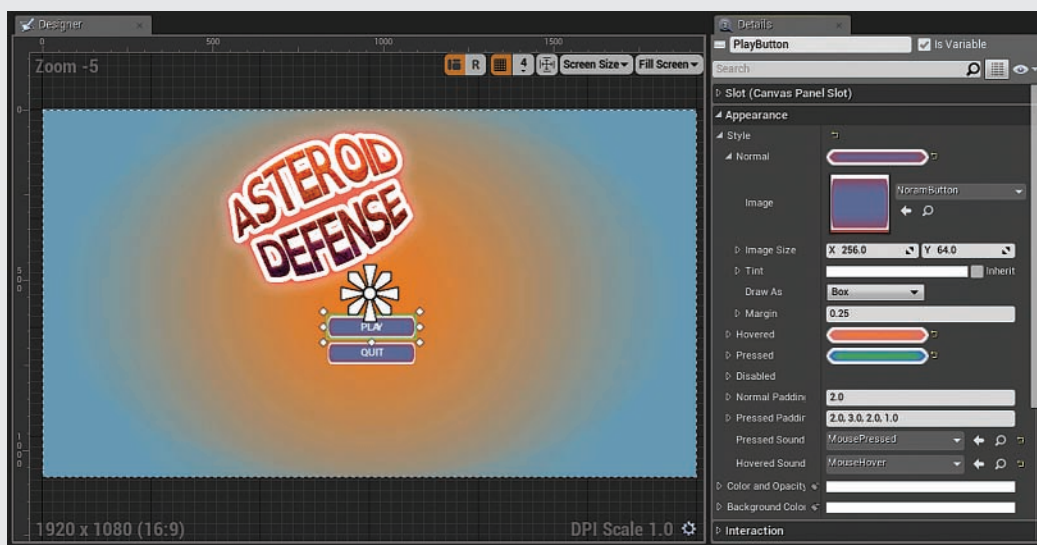 Designer
0 500 1000 1500
Zoom -5
R 4 Screen Size Fill Screen
0
500
1000
ASTEROID
DEFENSE
PLAY
QUIT
1920 x 1080 (16:9)
DPI Scale 1.0
Details
PlayButton Is Variable
Search
Slot (Canvas Panel Slot)
Appearance
Style
Normal
Image NoramButton
Image Size X 256.0 Y 64.0
Tint Inherit
Draw As Box
Margin 0.25
Hovered
Pressed
Disabled
Normal Paddin 2.0
Pressed Paddir 2.0, 3.0, 2.0, 1.0
Pressed Sound MousePressed
Hovered Sound MouseHover
Color and Opacity
Background Color
Interaction